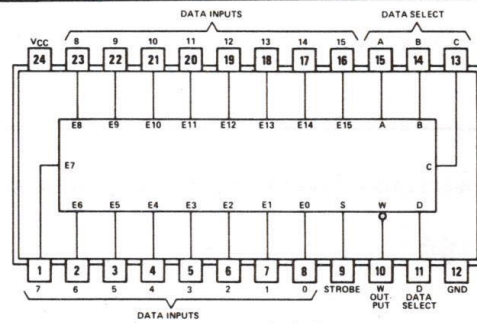 DATA INPUTS DATA SELECT
VCC 8 9 10 11 12 13 14 15 A B C
24 23 22 21 20 19 18 17 16 15 14 13
E8 E9 E10 E11 E12 E13 E14 E15 A B
E7 C
E6 E5 E4 E3 E2 E1 E0 S W D
1 2 3 4 5 6 7 8 9 10 11 12
7 6 5 4 3 2 1 0 STROBE W D GND
OUT- DATA
PUT SELECT
DATA INPUTS